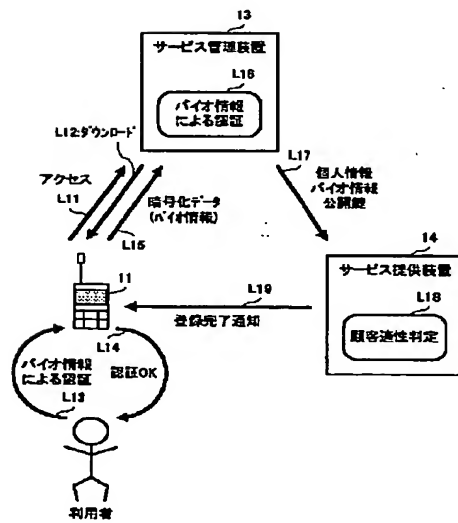 13
サービス管理装置
L16
バイオ情報
による認証
L12:ダウンロード
アクセス
L11
暗号化データ
(バイオ情報)
L15
L17
個人情報
バイオ情報
公開鍵
14
サービス提供装置
L18
顧客適性判定
11
L19
登録完了通知
L14
バイオ情報
による認証
L13
認証OK
利用者